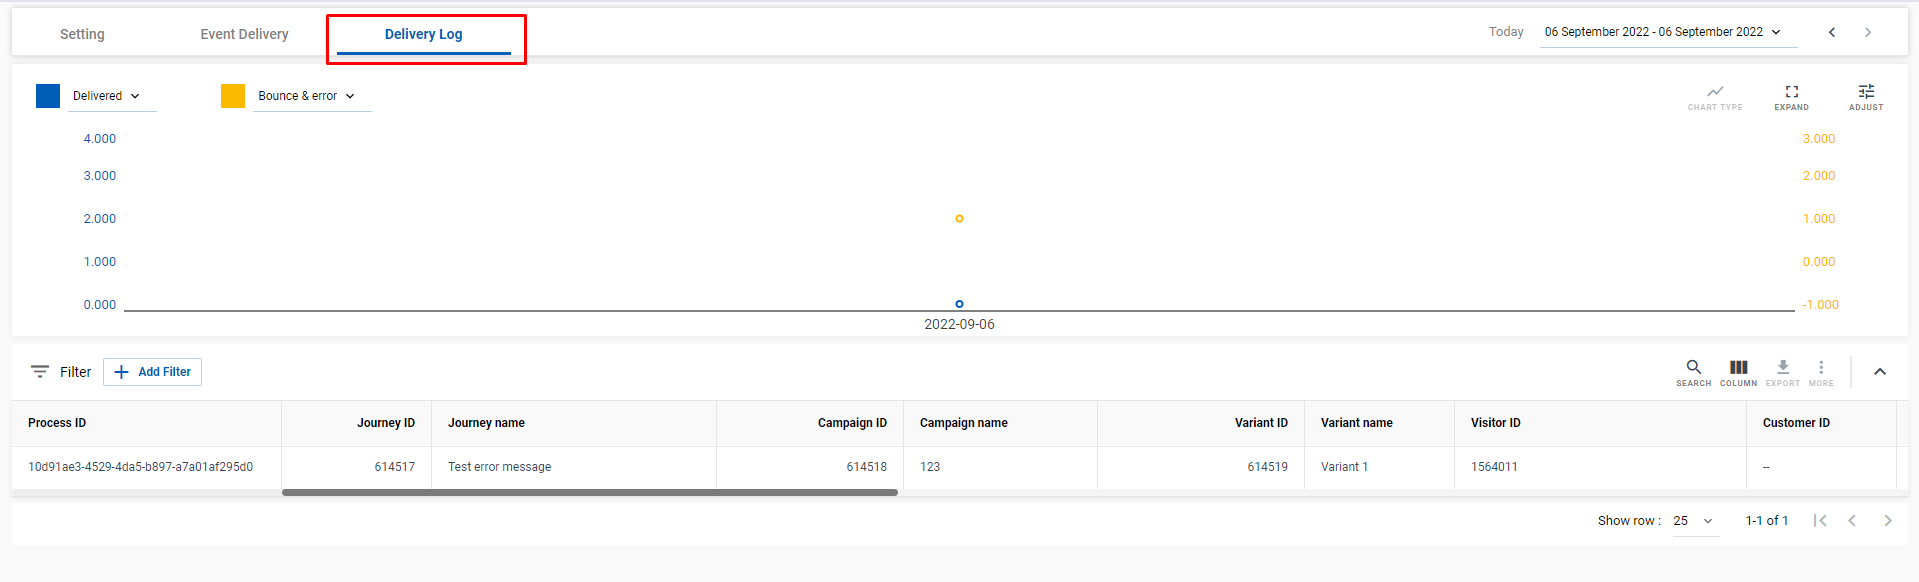 Setting Event Delivery Delivery Log Today 06 September 2022 - 06 September 2022
Delivered Bounce & error CHART TYPE EXPAND ADJUST
4.000 3.000
3.000 2.000
2.000 1.000
1.000 0.000
0.000 -1.000
2022-09-06
Filter Add Filter SEARCH COLUMN EXPORT MORE
Process ID Journey ID Journey name Campaign ID Campaign name Variant ID Variant name Visitor ID Customer ID
10d91ae3-4529-4da5-b897-a7a01af295d0 614517 Test error message 614518 123 614519 Variant 1 1564011 --
Show row : 25 1-1 of 1